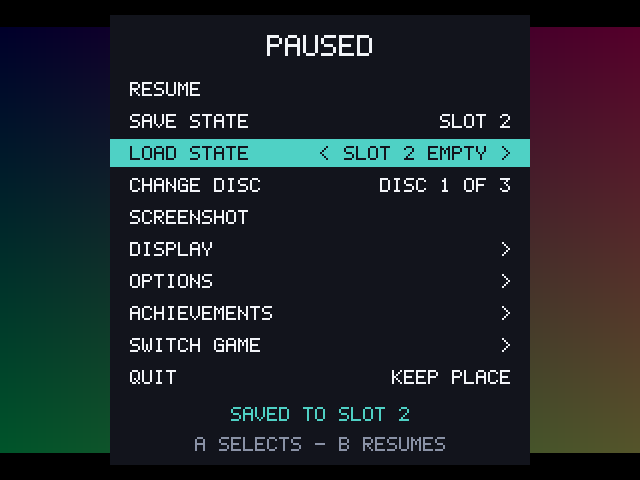 PAUSED
RESUME
SAVE STATE SLOT 2
LOAD STATE < SLOT 2 EMPTY >
CHANGE DISC DISC 1 OF 3
SCREENSHOT
DISPLAY >
OPTIONS >
ACHIEVEMENTS >
SWITCH GAME >
QUIT KEEP PLACE
SAVED TO SLOT 2
A SELECTS - B RESUMES